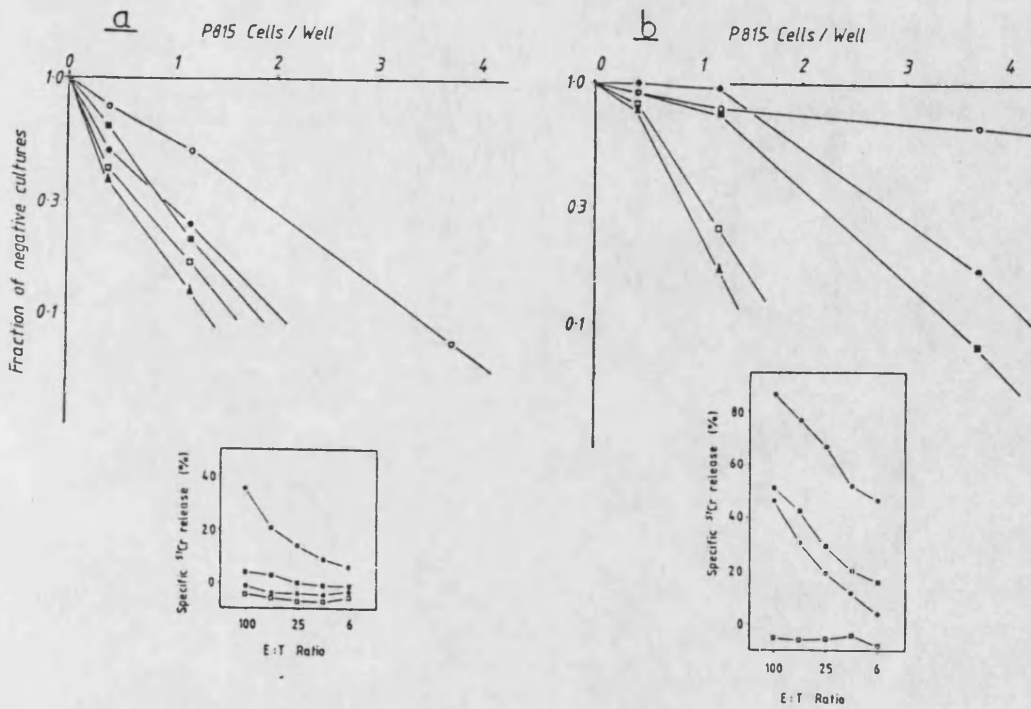 a
P815 Cells / Well
0 1 2 3 4
1·0
0·3
0·1
Fraction of negative cultures
Specific ⁵¹Cr release (%)
40
20
0
100 25 6
E:T Ratio
b
P815 Cells / Well
0 1 2 3 4
1·0
0·3
0·1
Specific ⁵¹Cr release (%)
80
60
40
20
0
100 25 6
E:T Ratio